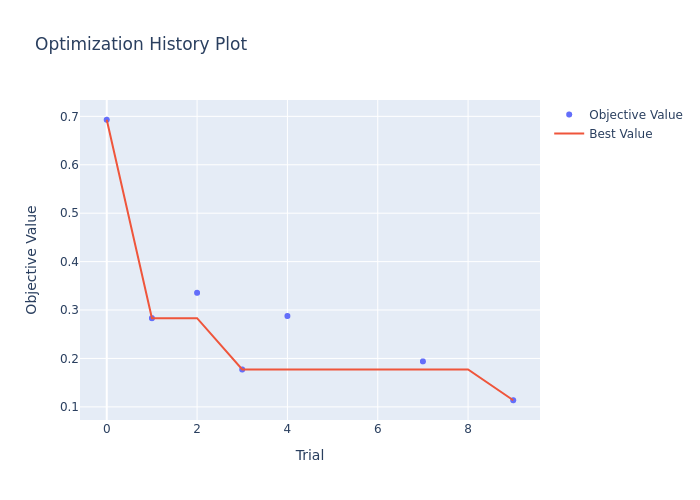 Optimization History Plot
Objective Value
Best Value
0.7
0.6
0.5
0.4
0.3
0.2
0.1
Objective Value
0 2 4 6 8
Trial